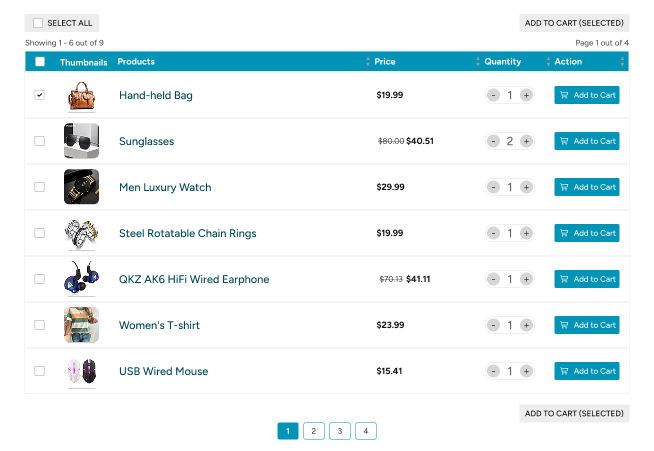 SELECT ALL
ADD TO CART (SELECTED)
Showing 1 - 6 out of 9
Page 1 out of 4
Thumbnails Products Price Quantity Action
Hand-held Bag $19.99 - 1 + Add to Cart
Sunglasses $80.00 $40.51 - 2 + Add to Cart
Men Luxury Watch $29.99 - 1 + Add to Cart
Steel Rotatable Chain Rings $19.99 - 1 + Add to Cart
QKZ AK6 HiFi Wired Earphone $70.13 $41.11 - 1 + Add to Cart
Women's T-shirt $23.99 - 1 + Add to Cart
USB Wired Mouse $15.41 - 1 + Add to Cart
ADD TO CART (SELECTED)
1 2 3 4